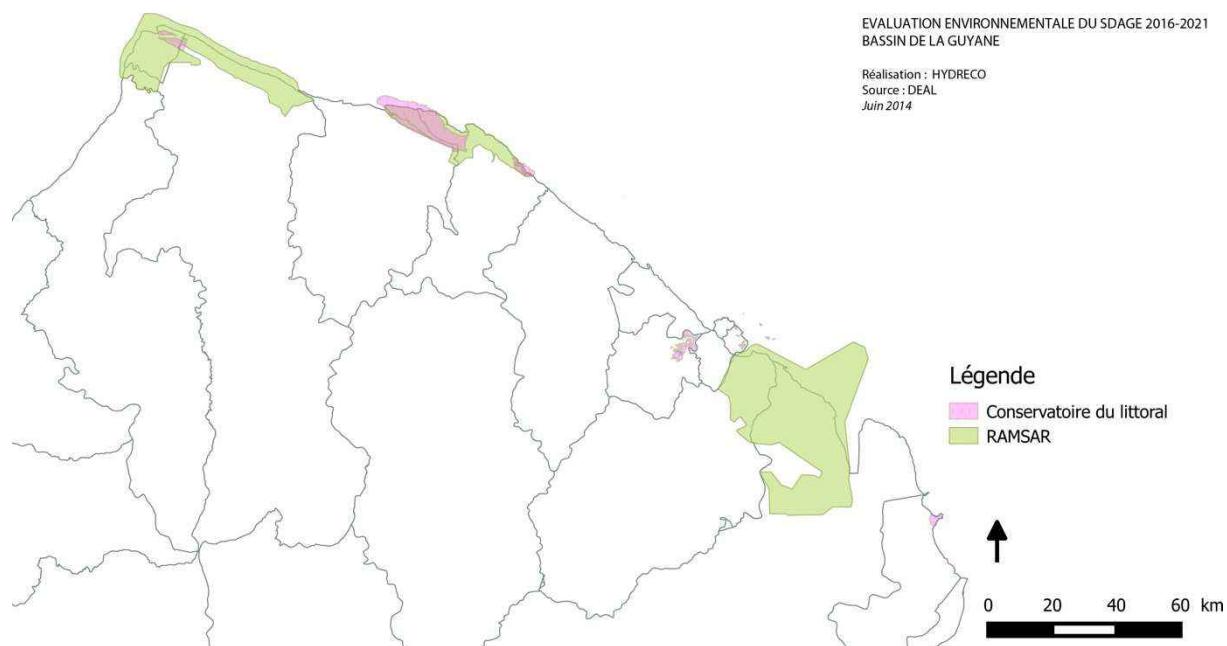 EVALUATION ENVIRONNEMENTALE DU SDAGE 2016-2021
BASSIN DE LA GUYANE
Réalisation : HYDRECO
Source : DEAL
Juin 2014
Légende
Conservatoire du littoral
RAMSAR
0 20 40 60 km